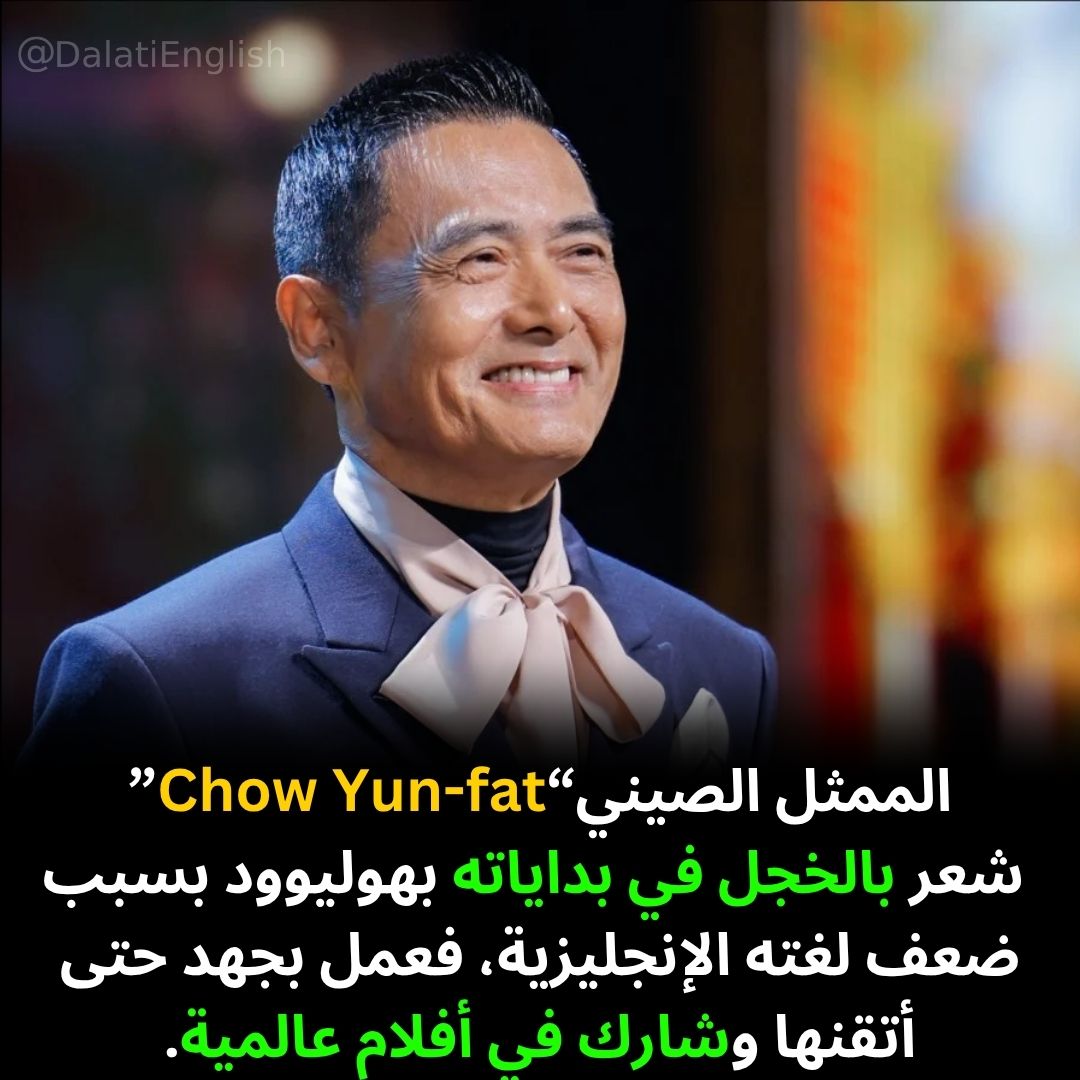 @DalatiEnglish
الممثل الصيني“Chow Yun-fat”
شعر بالخجل في بداياته بهوليوود بسبب
ضعف لغته الإنجليزية، فعمل بجهد حتى
أتقنها وشارك في أفلام عالمية.